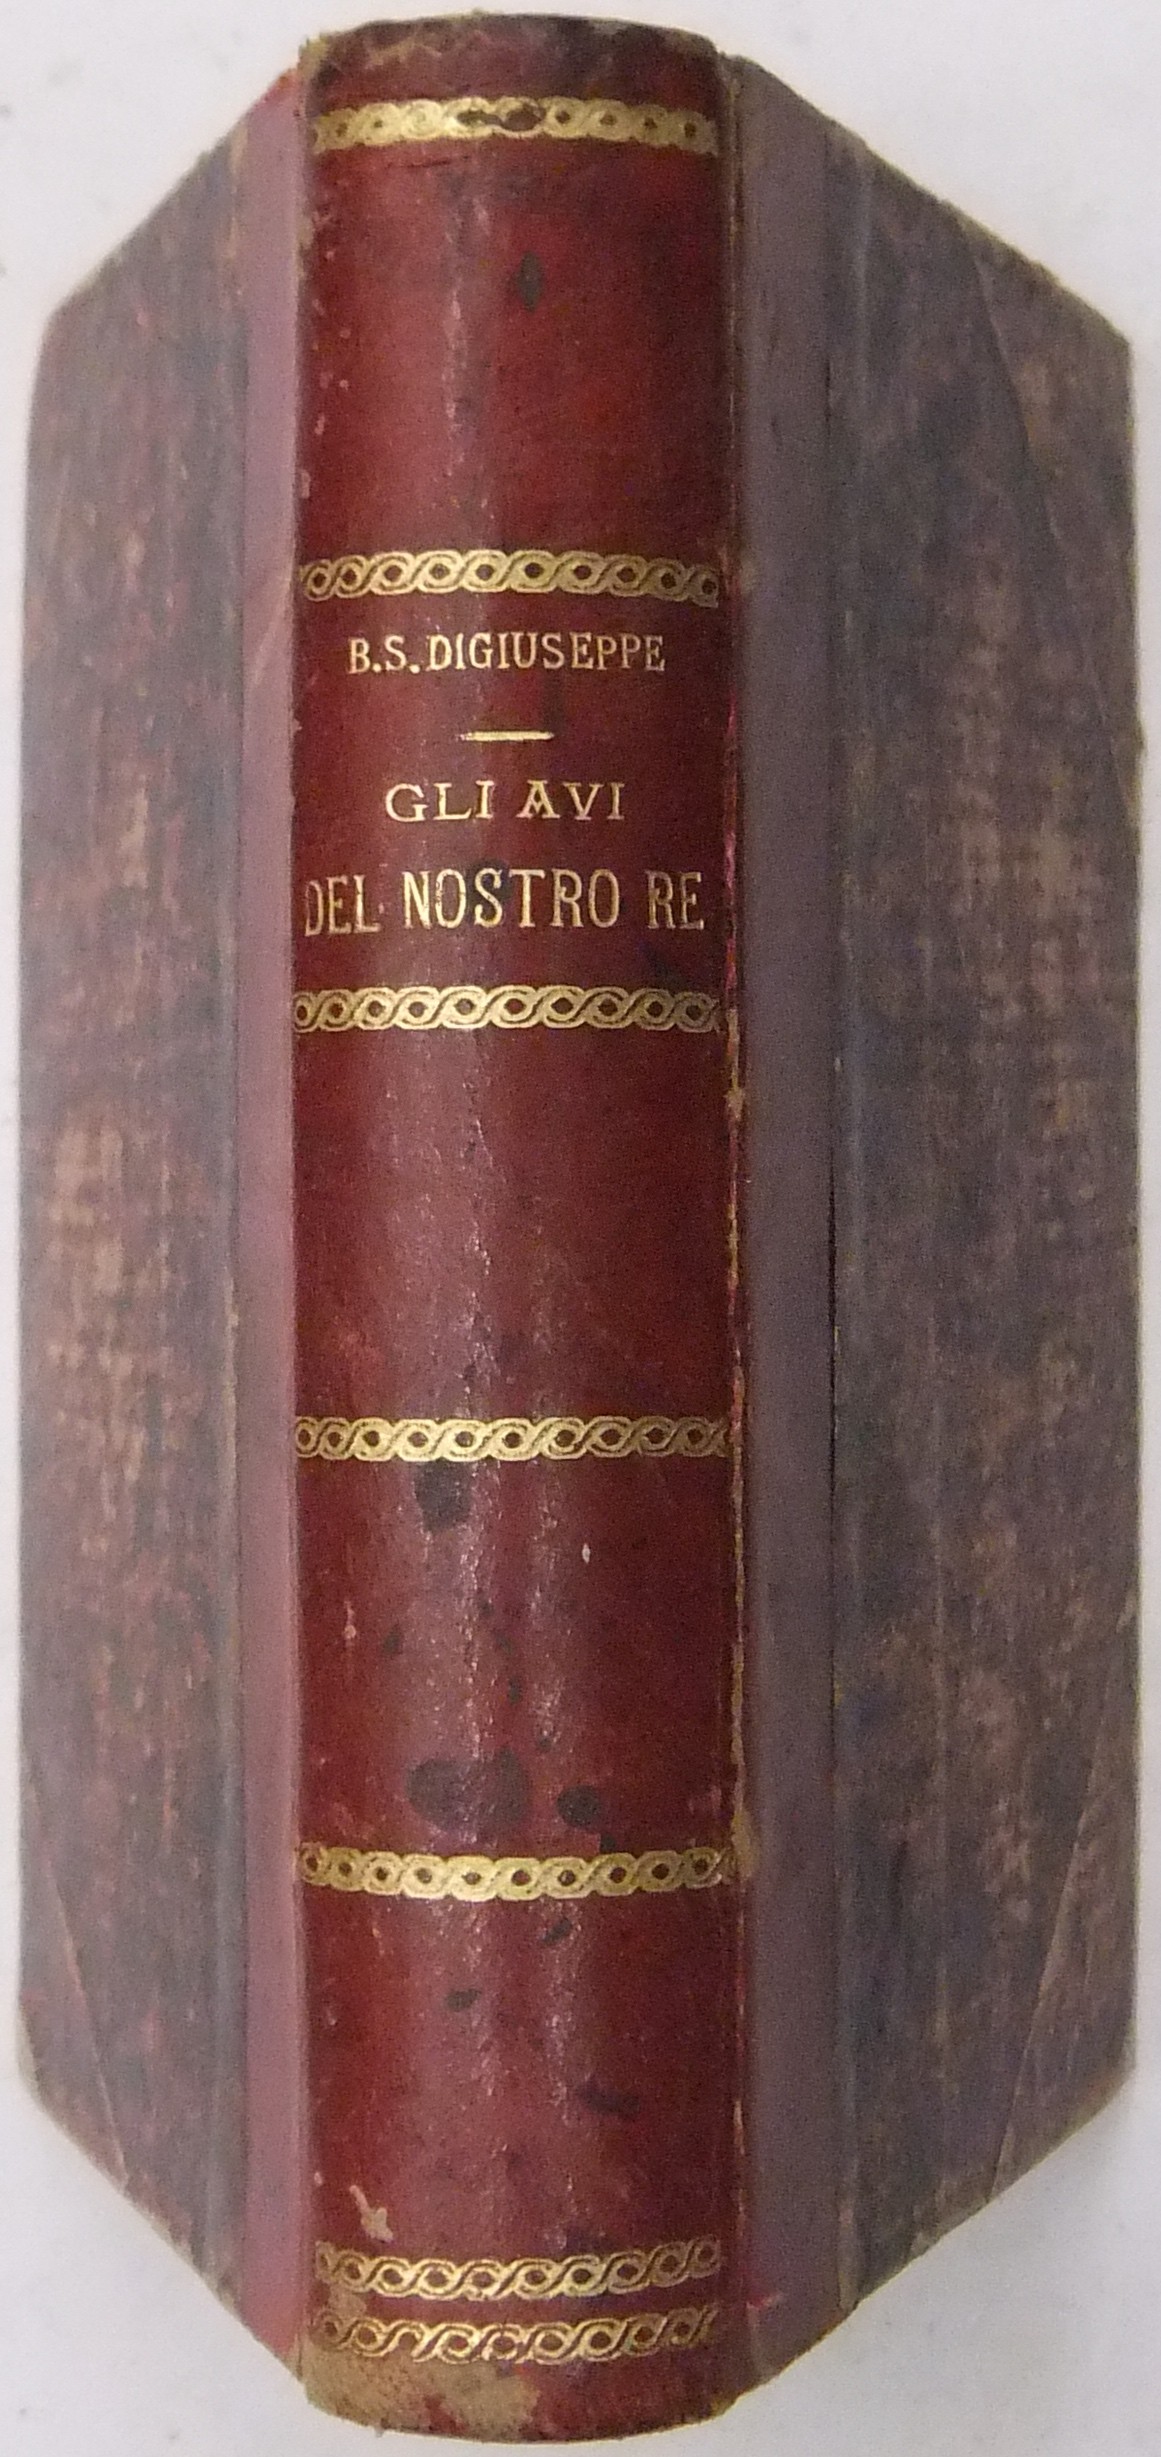 B.S. DIGIUSEPPE
GLI AVI
DEL NOSTRO RE